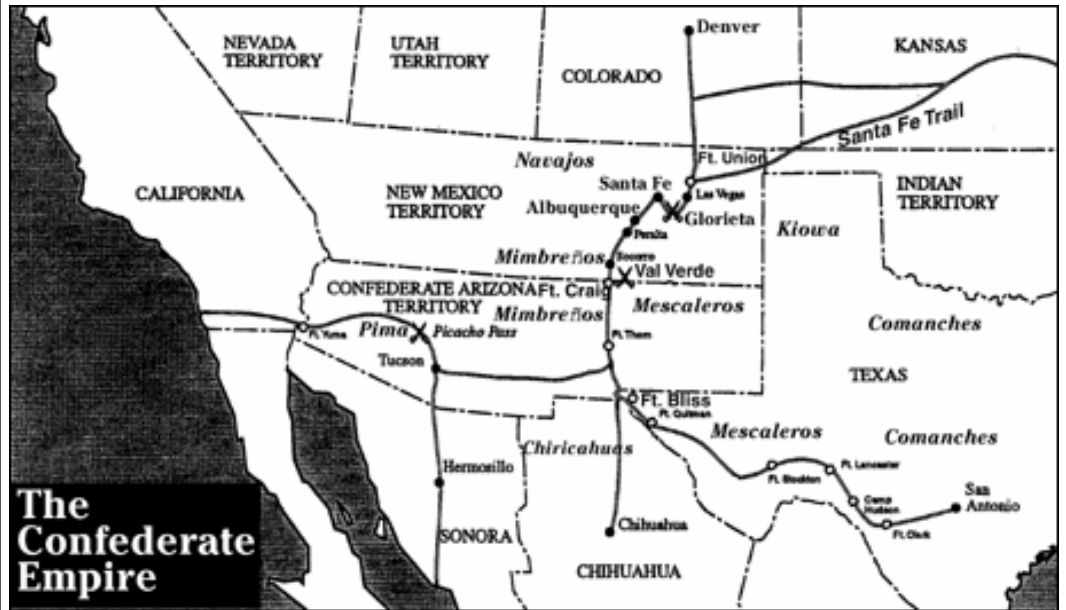 Denver
NEVADA
TERRITORY
UTAH
TERRITORY
COLORADO
KANSAS
Santa Fe Trail
Navajos
Ft. Union
CALIFORNIA
NEW MEXICO
TERRITORY
Santa Fe
Las Vegas
INDIAN
TERRITORY
Albuquerque
Glorieta
Peralta
Kiowa
Mimbreños
Socorro
Val Verde
CONFEDERATE ARIZONA
TERRITORY
Ft. Craig
Mimbreños
Mescaleros
Comanches
Ft. Yuma
Pima
Picacho Pass
Ft. Thorn
Tucson
TEXAS
Ft. Bliss
Ft. Quitman
Mescaleros
Comanches
Chiricahuas
Ft. Lancaster
Ft. Stockton
Hermosillo
Camp
Hudson
San
Antonio
Chihuahua
Ft. Clark
SONORA
CHIHUAHUA
The
Confederate
Empire